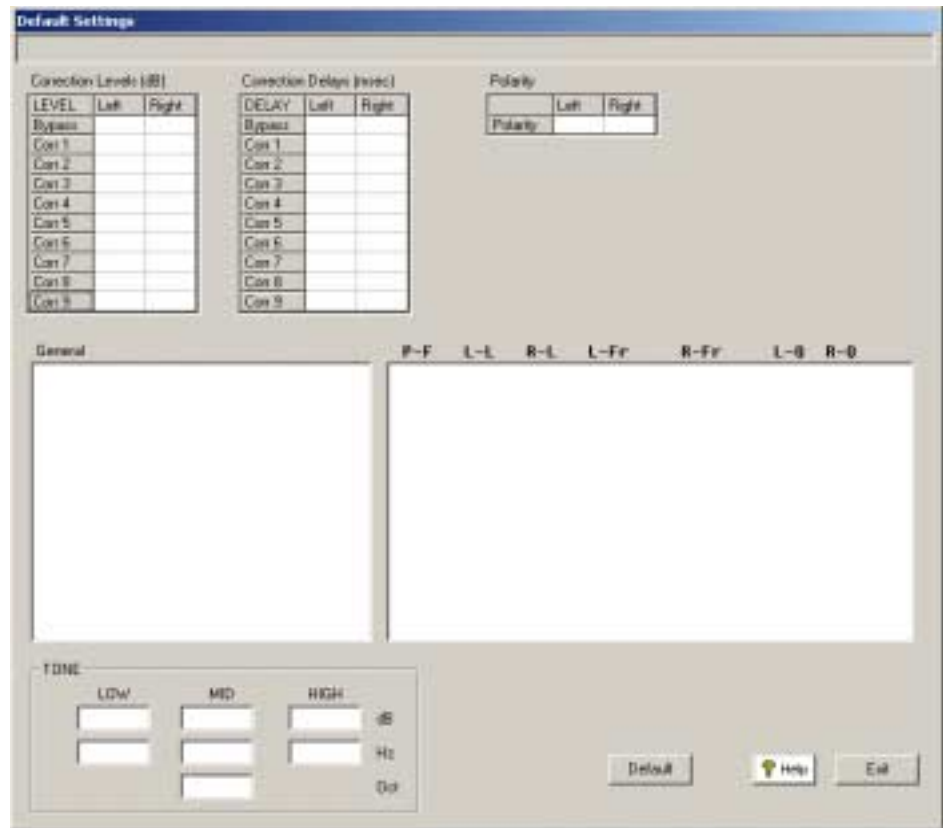 Default Settings
Correction Levels (dB) Correction Delays (msec) Polarity
LEVEL Left Right DELAY Left Right Left Right
Bypass Bypass Polarity
Corr 1 Corr 1
Corr 2 Corr 2
Corr 3 Corr 3
Corr 4 Corr 4
Corr 5 Corr 5
Corr 6 Corr 6
Corr 7 Corr 7
Corr 8 Corr 8
Corr 9 Corr 9
General P-F L-L R-L L-Fr R-Fr L-Q R-Q
TONE
LOW MID HIGH
dB
Hz
Oct
Default Help Exit